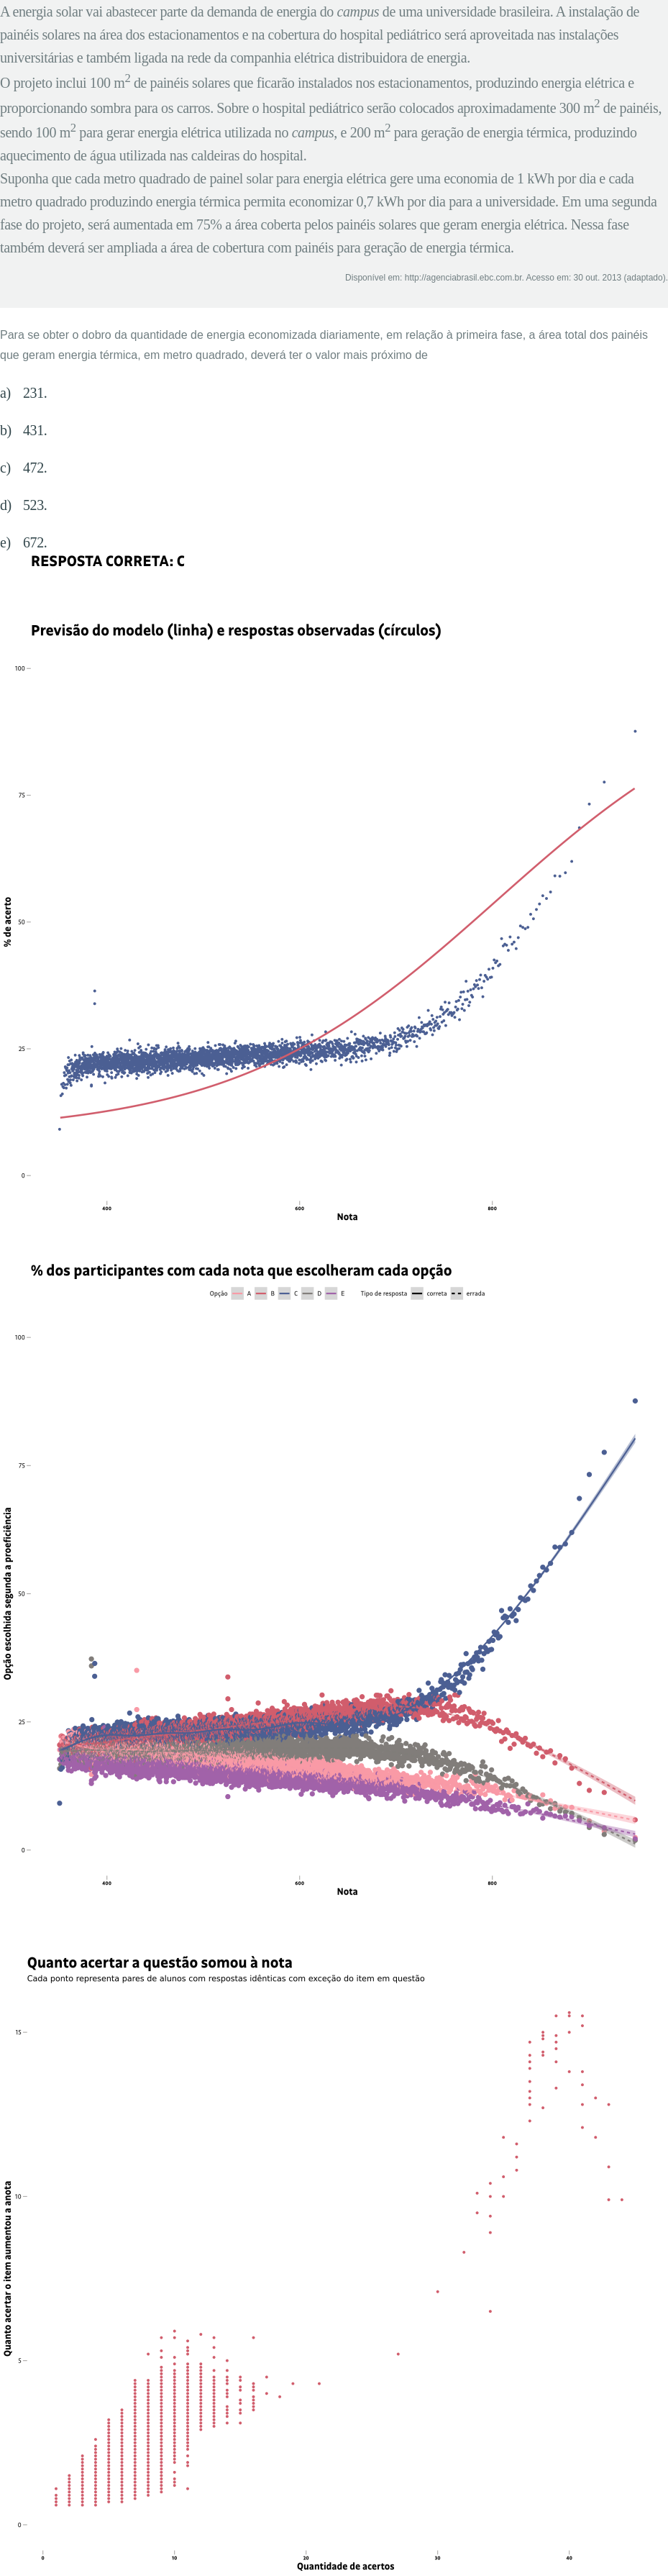 A energia solar vai abastecer parte da demanda de energia do campus de uma universidade brasileira. A instalação de
painéis solares na área dos estacionamentos e na cobertura do hospital pediátrico será aproveitada nas instalações
universitárias e também ligada na rede da companhia elétrica distribuidora de energia.
O projeto inclui 100 m² de painéis solares que ficarão instalados nos estacionamentos, produzindo energia elétrica e
proporcionando sombra para os carros. Sobre o hospital pediátrico serão colocados aproximadamente 300 m² de painéis,
sendo 100 m² para gerar energia elétrica utilizada no campus, e 200 m² para geração de energia térmica, produzindo
aquecimento de água utilizada nas caldeiras do hospital.
Suponha que cada metro quadrado de painel solar para energia elétrica gere uma economia de 1 kWh por dia e cada
metro quadrado produzindo energia térmica permita economizar 0,7 kWh por dia para a universidade. Em uma segunda
fase do projeto, será aumentada em 75% a área coberta pelos painéis solares que geram energia elétrica. Nessa fase
também deverá ser ampliada a área de cobertura com painéis para geração de energia térmica.
Disponível em: http://agenciabrasil.ebc.com.br. Acesso em: 30 out. 2013 (adaptado).
Para se obter o dobro da quantidade de energia economizada diariamente, em relação à primeira fase, a área total dos painéis
que geram energia térmica, em metro quadrado, deverá ter o valor mais próximo de
a) 231.
b) 431.
c) 472.
d) 523.
e) 672.
RESPOSTA CORRETA: C
Previsão do modelo (linha) e respostas observadas (círculos)
100
75
50
25
0
% de acerto
400 600 800
Nota
% dos participantes com cada nota que escolheram cada opção
Opção A B C D E Tipo de resposta correta errada
100
75
50
25
0
Opção escolhida segunda a proeficiência
400 600 800
Nota
Quanto acertar a questão somou à nota
Cada ponto representa pares de alunos com respostas idênticas com exceção do item em questão
15
10
5
0
Quanto acertar o item aumentou a anota
0 10 20 30 40
Quantidade de acertos